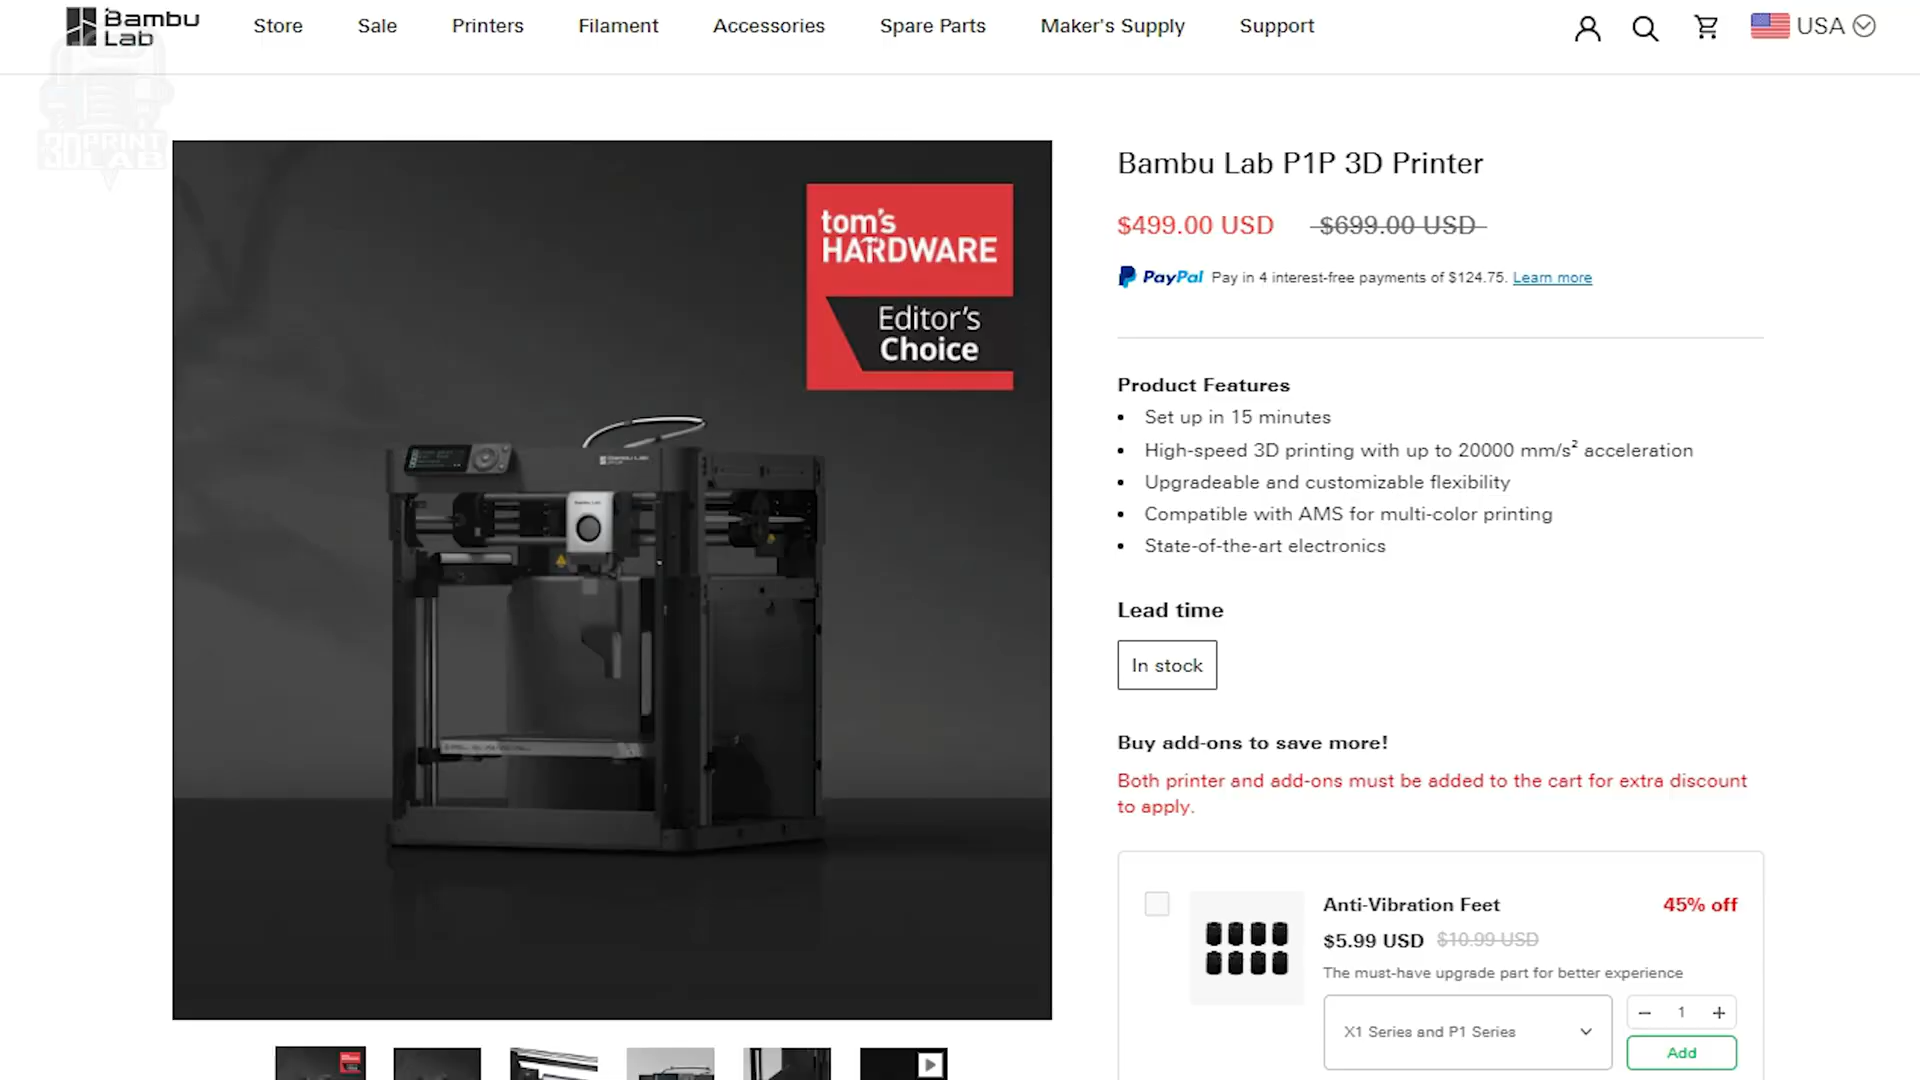 Bambu
Lab
Store
Sale
Printers
Filament
Accessories
Spare Parts
Maker's Supply
Support
USA
3DPRINT
LAB
tom's
HARDWARE
Editor's
Choice
Bambu Lab
Bambu Lab P1P 3D Printer
$499.00 USD $699.00 USD
PayPal Pay in 4 interest-free payments of $124.75. Learn more
Product Features
• Set up in 15 minutes
• High-speed 3D printing with up to 20000 mm/s² acceleration
• Upgradeable and customizable flexibility
• Compatible with AMS for multi-color printing
• State-of-the-art electronics
Lead time
In stock
Buy add-ons to save more!
Both printer and add-ons must be added to the cart for extra discount
to apply.
Anti-Vibration Feet 45% off
$5.99 USD $10.99 USD
The must-have upgrade part for better experience
X1 Series and P1 Series
− 1 +
Add